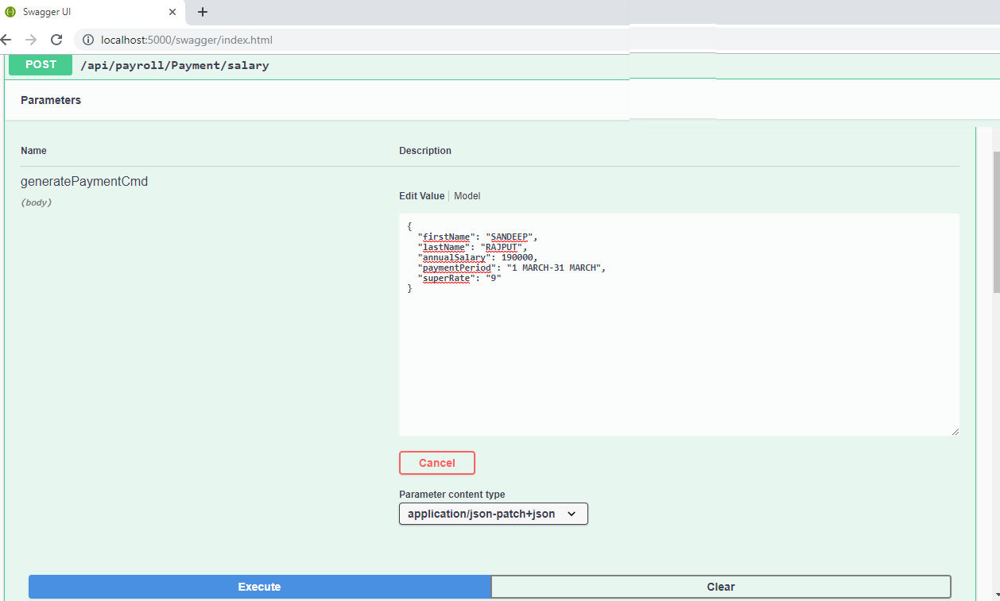 Swagger UI
localhost:5000/swagger/index.html
POST /api/payroll/Payment/salary
Parameters
Name Description
generatePaymentCmd
(body)
Edit Value Model
{
"firstName": "SANDEEP",
"lastName": "RAJPUT",
"annualSalary": 190000,
"paymentPeriod": "1 MARCH-31 MARCH",
"superRate": "9"
}
Cancel
Parameter content type
application/json-patch+json
Execute Clear